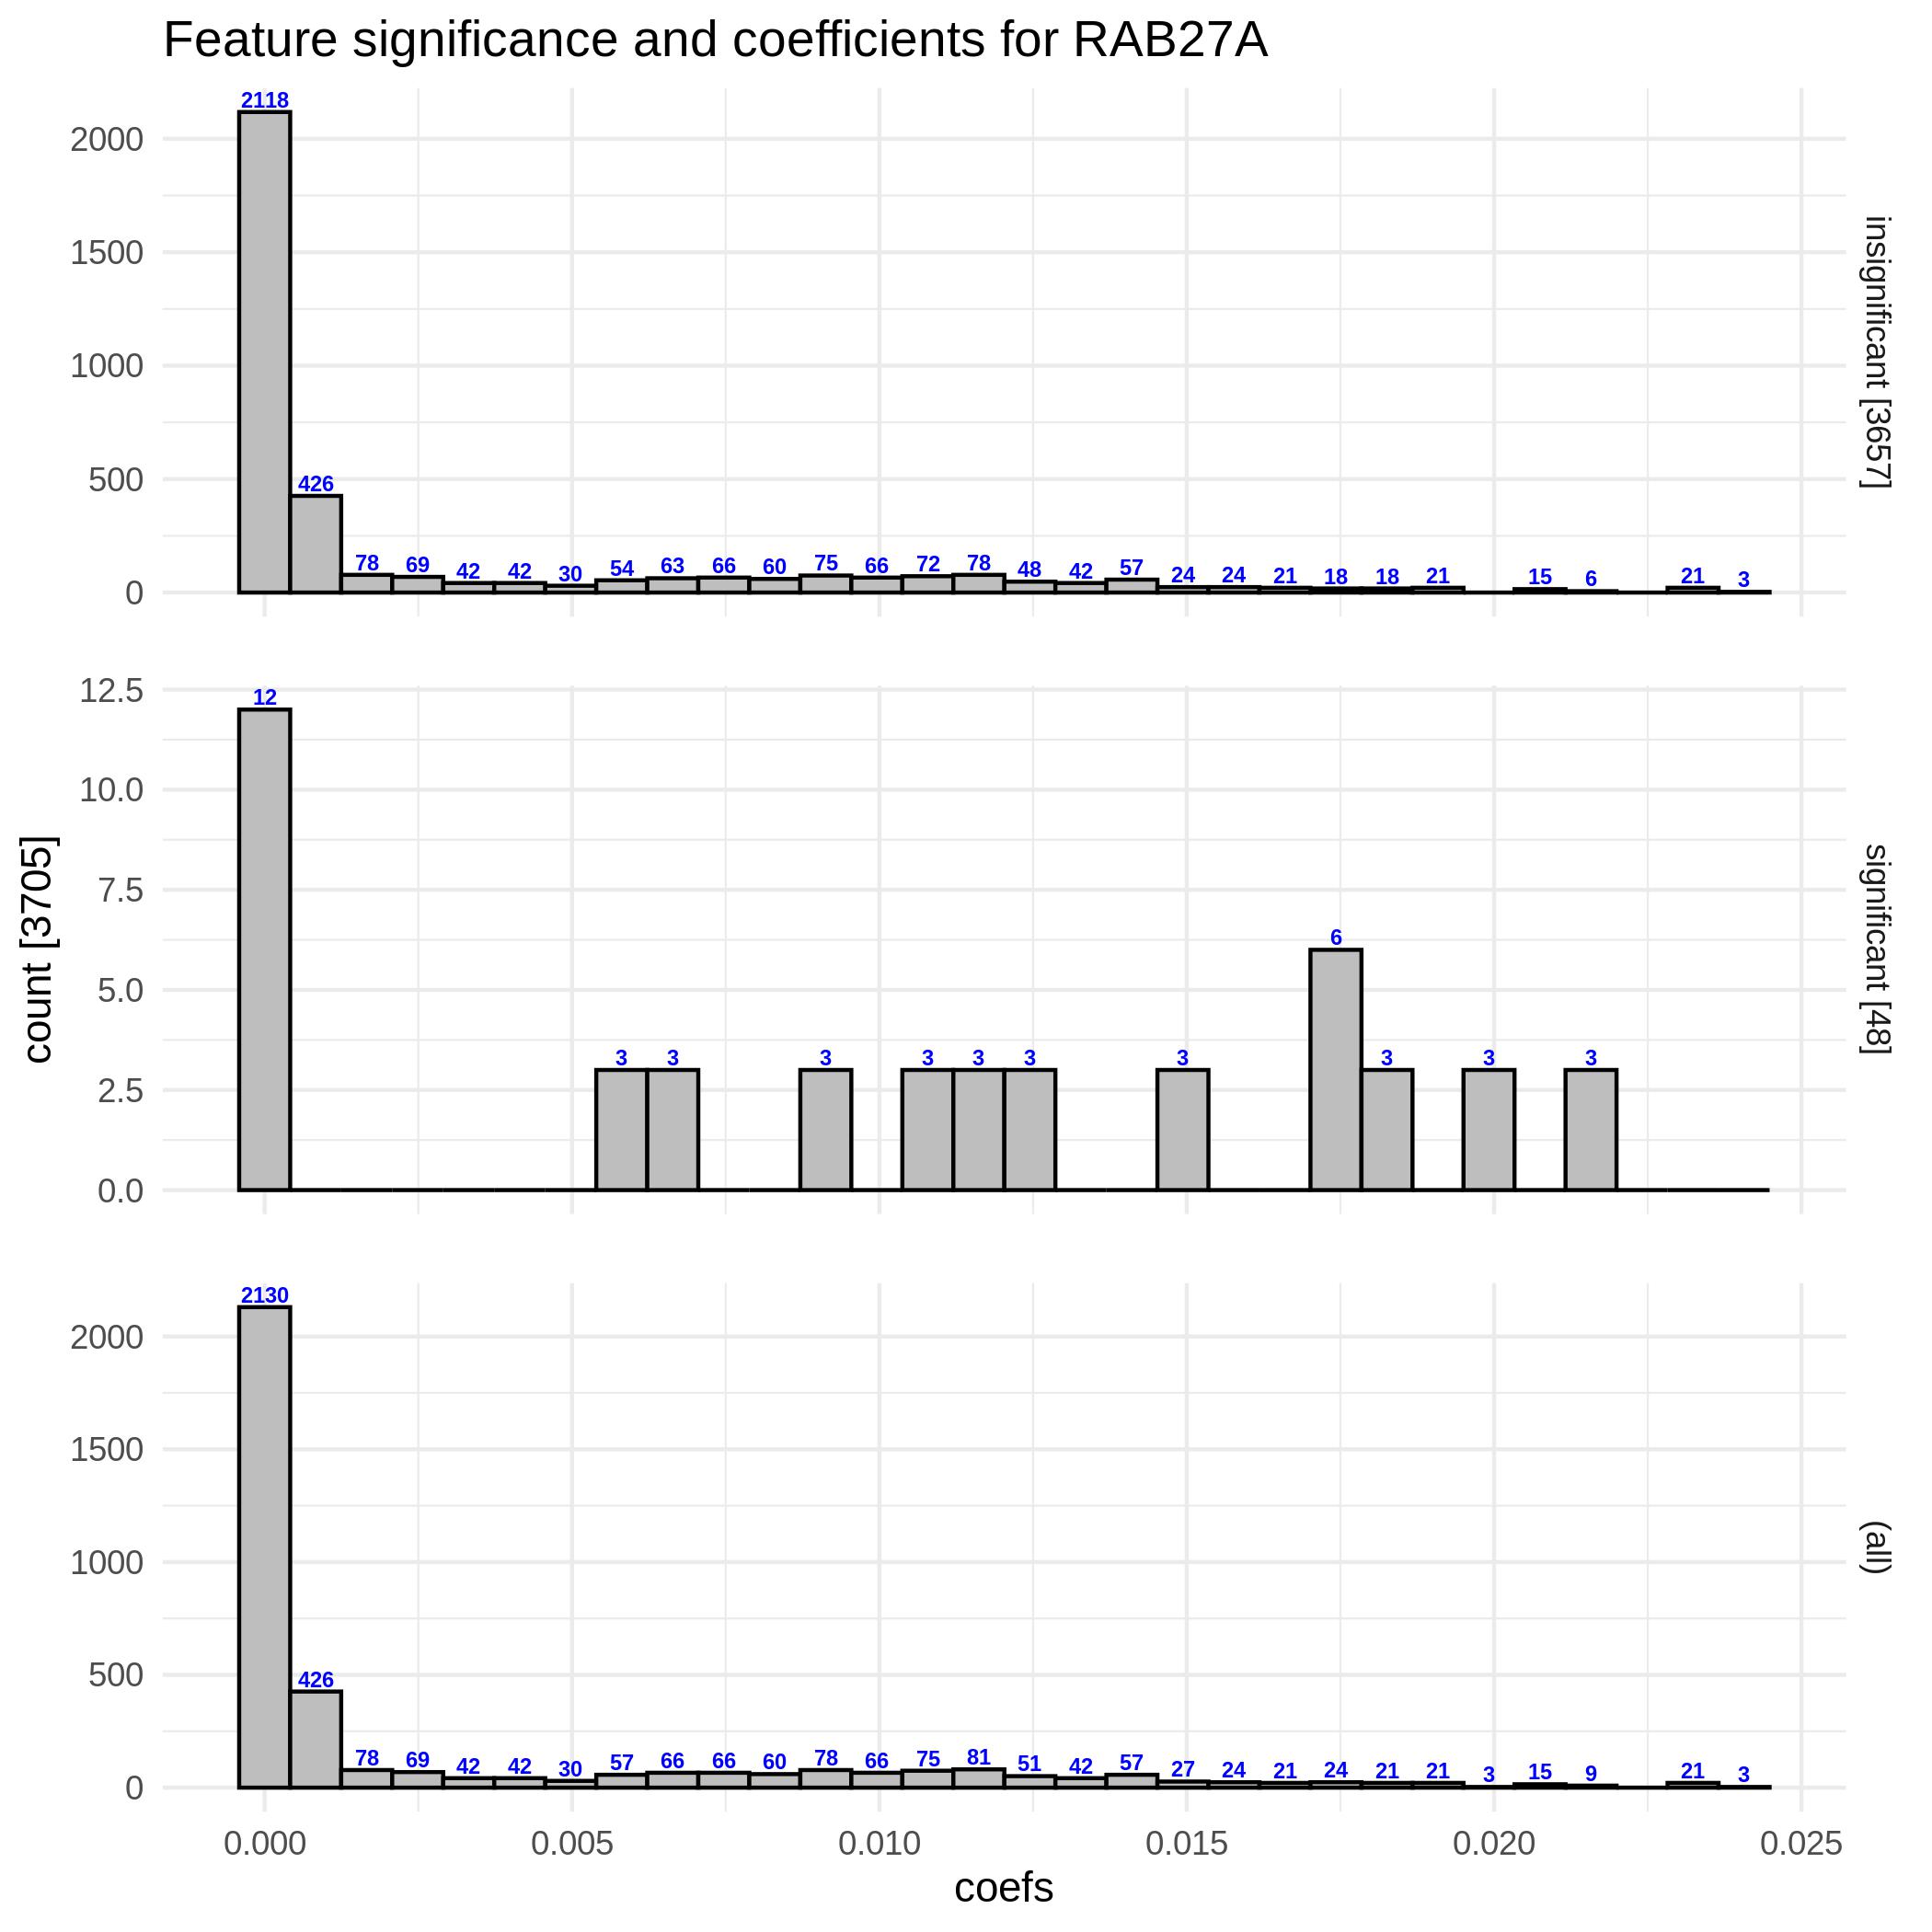 Feature significance and coefficients for RAB27A
2118
2000
1500
1000
500
0
426
78 69 42 42 30 54 63 66 60 75 66 72 78 48 42 57 24 24 21 18 18 21 15 6 21 3
insignificant [3657]
count [3705]
12.5
12
10.0
7.5
5.0
2.5
0.0
3 3 3 3 3 3 3 6 3 3 3
significant [48]
2130
2000
1500
1000
500
0
426
78 69 42 42 30 57 66 66 60 78 66 75 81 51 42 57 27 24 21 24 21 21 3 15 9 21 3
(all)
0.000 0.005 0.010 0.015 0.020 0.025
coefs